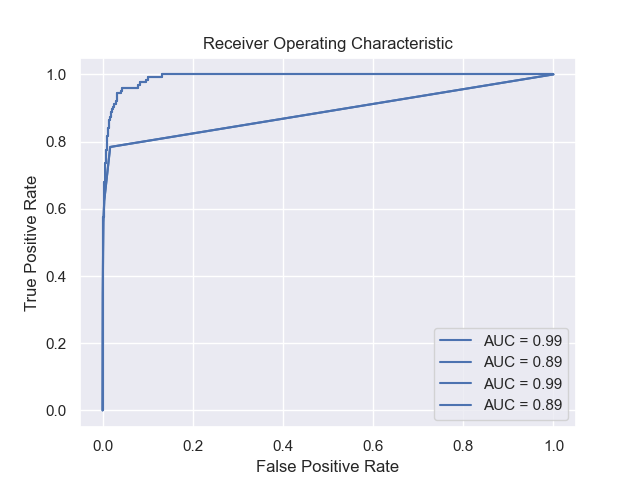 Receiver Operating Characteristic
1.0
0.8
0.6
0.4
0.2
0.0
True Positive Rate
AUC = 0.99
AUC = 0.89
AUC = 0.99
AUC = 0.89
0.0 0.2 0.4 0.6 0.8 1.0
False Positive Rate